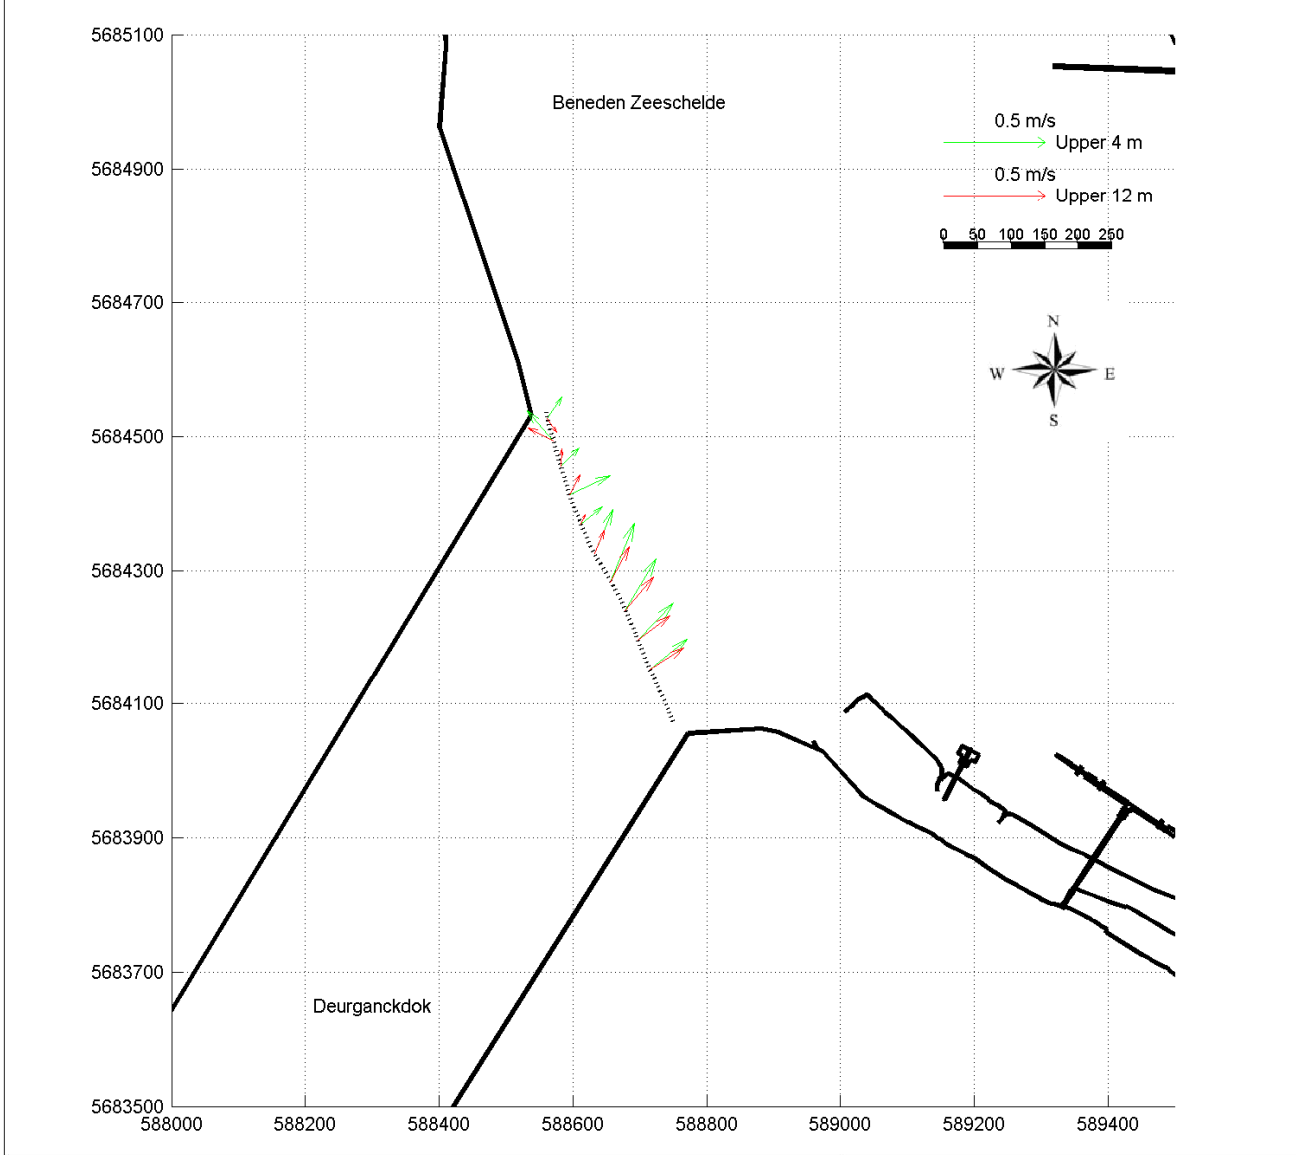 5685100
Beneden Zeeschelde
0.5 m/s
Upper 4 m
5684900
0.5 m/s
Upper 12 m
0 50 100 150 200 250
5684700
N
W E
S
5684500
5684300
5684100
5683900
5683700
Deurganckdok
5683500
588000 588200 588400 588600 588800 589000 589200 589400